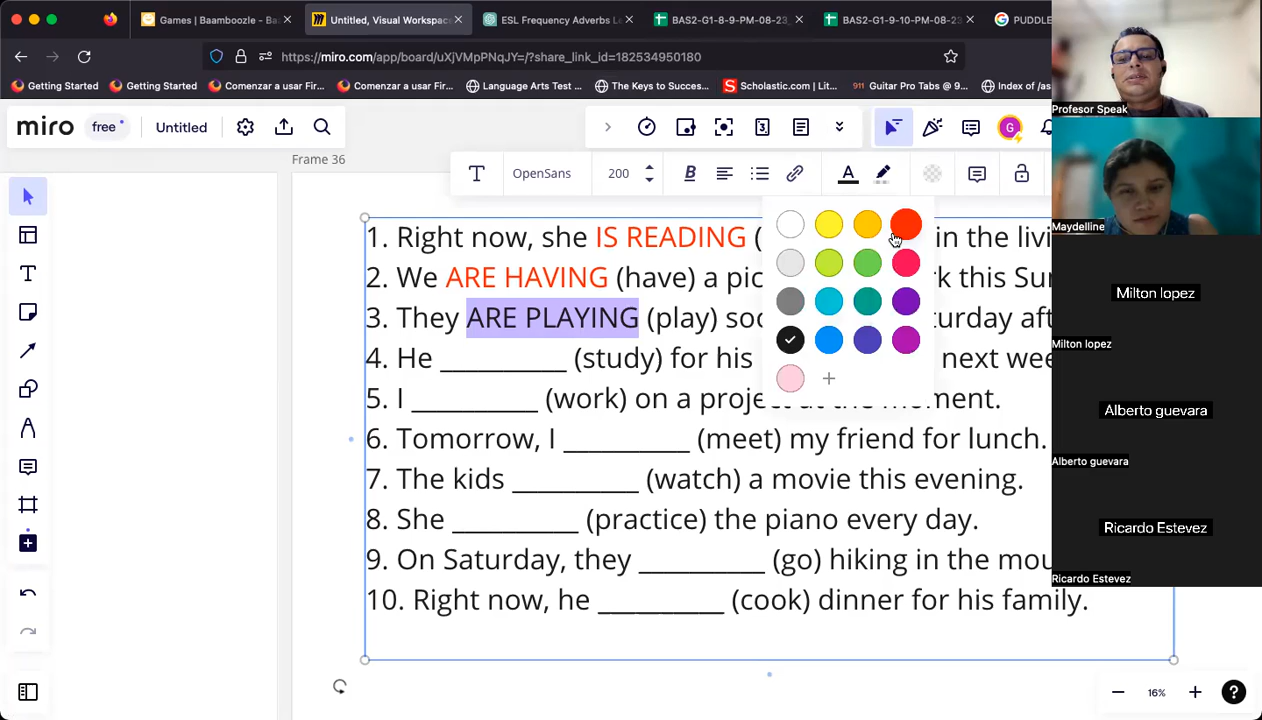 Games | Baamboozle - Ba
Untitled, Visual Workspac
ESL Frequency Adverbs L
BAS2-G1-8-9-PM-08-23_
BAS2-G1-9-10-PM-08-23
PUDDLE
https://miro.com/app/board/uXjVMpPNqJY=/?share_link_id=182534950180
Getting Started
Getting Started
Comenzar a usar Fir...
Comenzar a usar Fir...
Language Arts Test ...
The Keys to Succes...
Scholastic.com | Lit...
911 Guitar Pro Tabs @ 9...
Index of /as
miro
free
Untitled
3
G
Frame 36
T
OpenSans
200
B
A
1. Right now, she IS READING ( in the livi
2. We ARE HAVING (have) a pic k this Su
3. They ARE PLAYING (play) soc turday aft
4. He __________ (study) for his next wee
5. I __________ (work) on a project at the moment.
6. Tomorrow, I __________ (meet) my friend for lunch.
7. The kids __________ (watch) a movie this evening.
8. She __________ (practice) the piano every day.
9. On Saturday, they __________ (go) hiking in the mou
10. Right now, he __________ (cook) dinner for his family.
16%
?
Profesor Speak
Maydelline
Milton lopez
Milton lopez
Alberto guevara
Alberto guevara
Ricardo Estevez
Ricardo Estevez